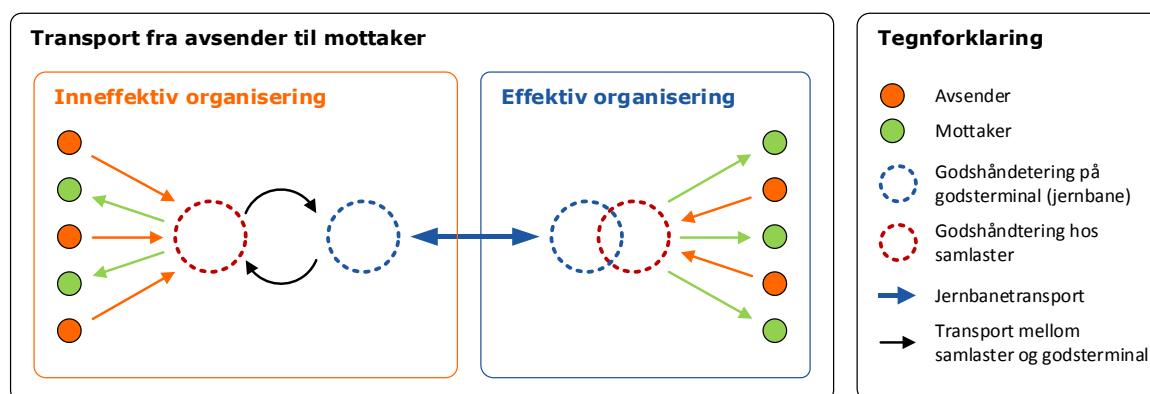 Transport fra avsender til mottaker
Inneffektiv organisering
Effektiv organisering
Tegnforklaring
Avsender
Mottaker
Godshåndetering på
godsterminal (jernbane)
Godshåndtering hos
samlaster
Jernbanetransport
Transport mellom
samlaster og godsterminal